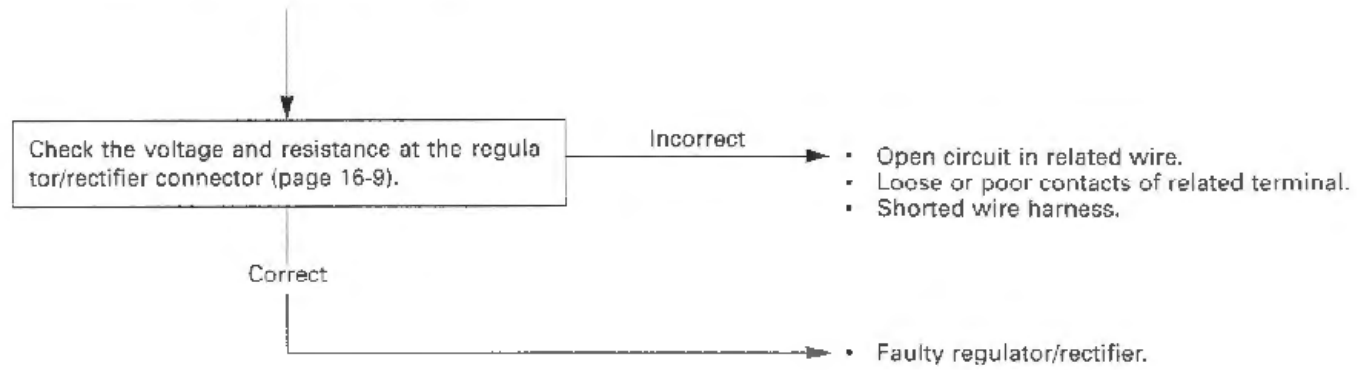 Check the voltage and resistance at the regula
tor/rectifier connector (page 16-9).
Incorrect
• Open circuit in related wire.
• Loose or poor contacts of related terminal.
• Shorted wire harness.
Correct
• Faulty regulator/rectifier.